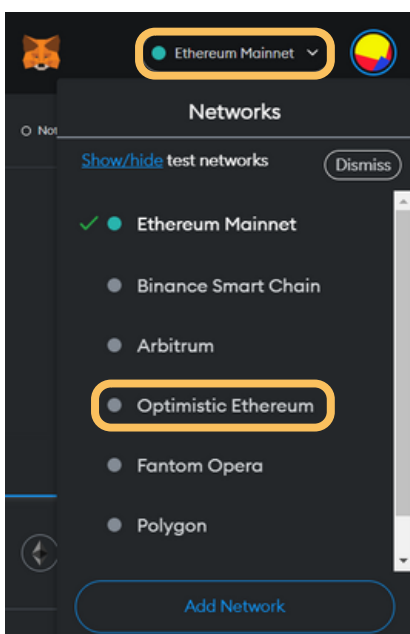 Ethereum Mainnet
Networks
Not
Show/hide test networks
Dismiss
Ethereum Mainnet
Binance Smart Chain
Arbitrum
Optimistic Ethereum
Fantom Opera
Polygon
Add Network